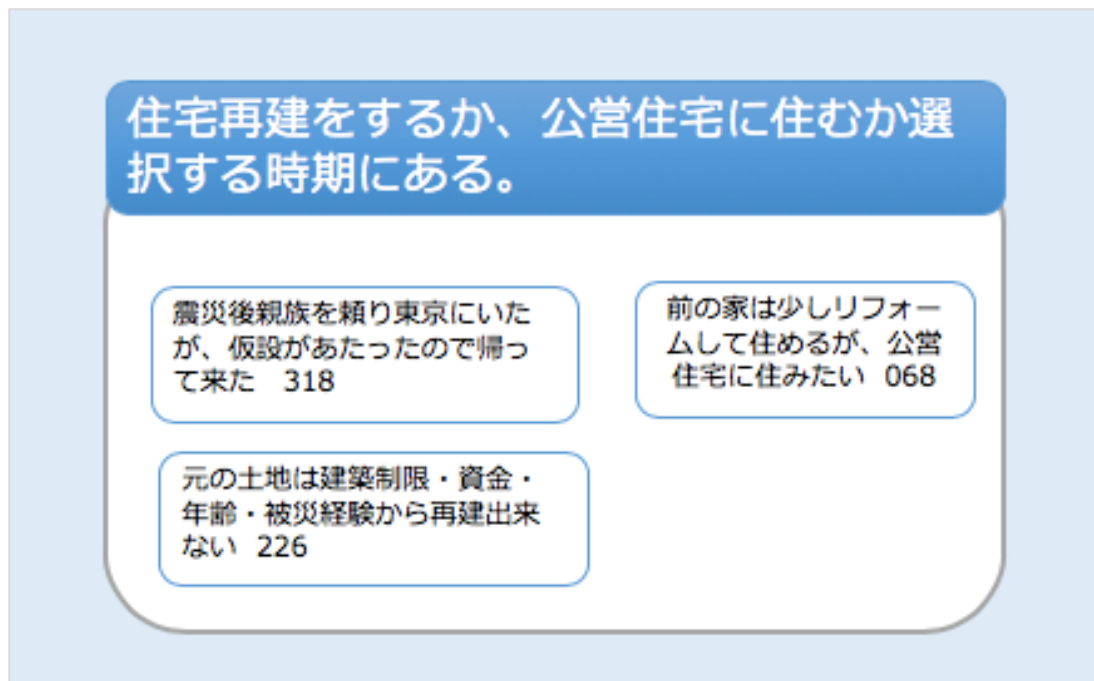 住宅再建をするか、公営住宅に住むか選
択する時期にある。
震災後親族を頼り東京にいた
が、仮設があたったので帰っ
て来た　318
前の家は少しリフォー
ムして住めるが、公営
住宅に住みたい 068
元の土地は建築制限・資金・
年齢・被災経験から再建出来
ない 226